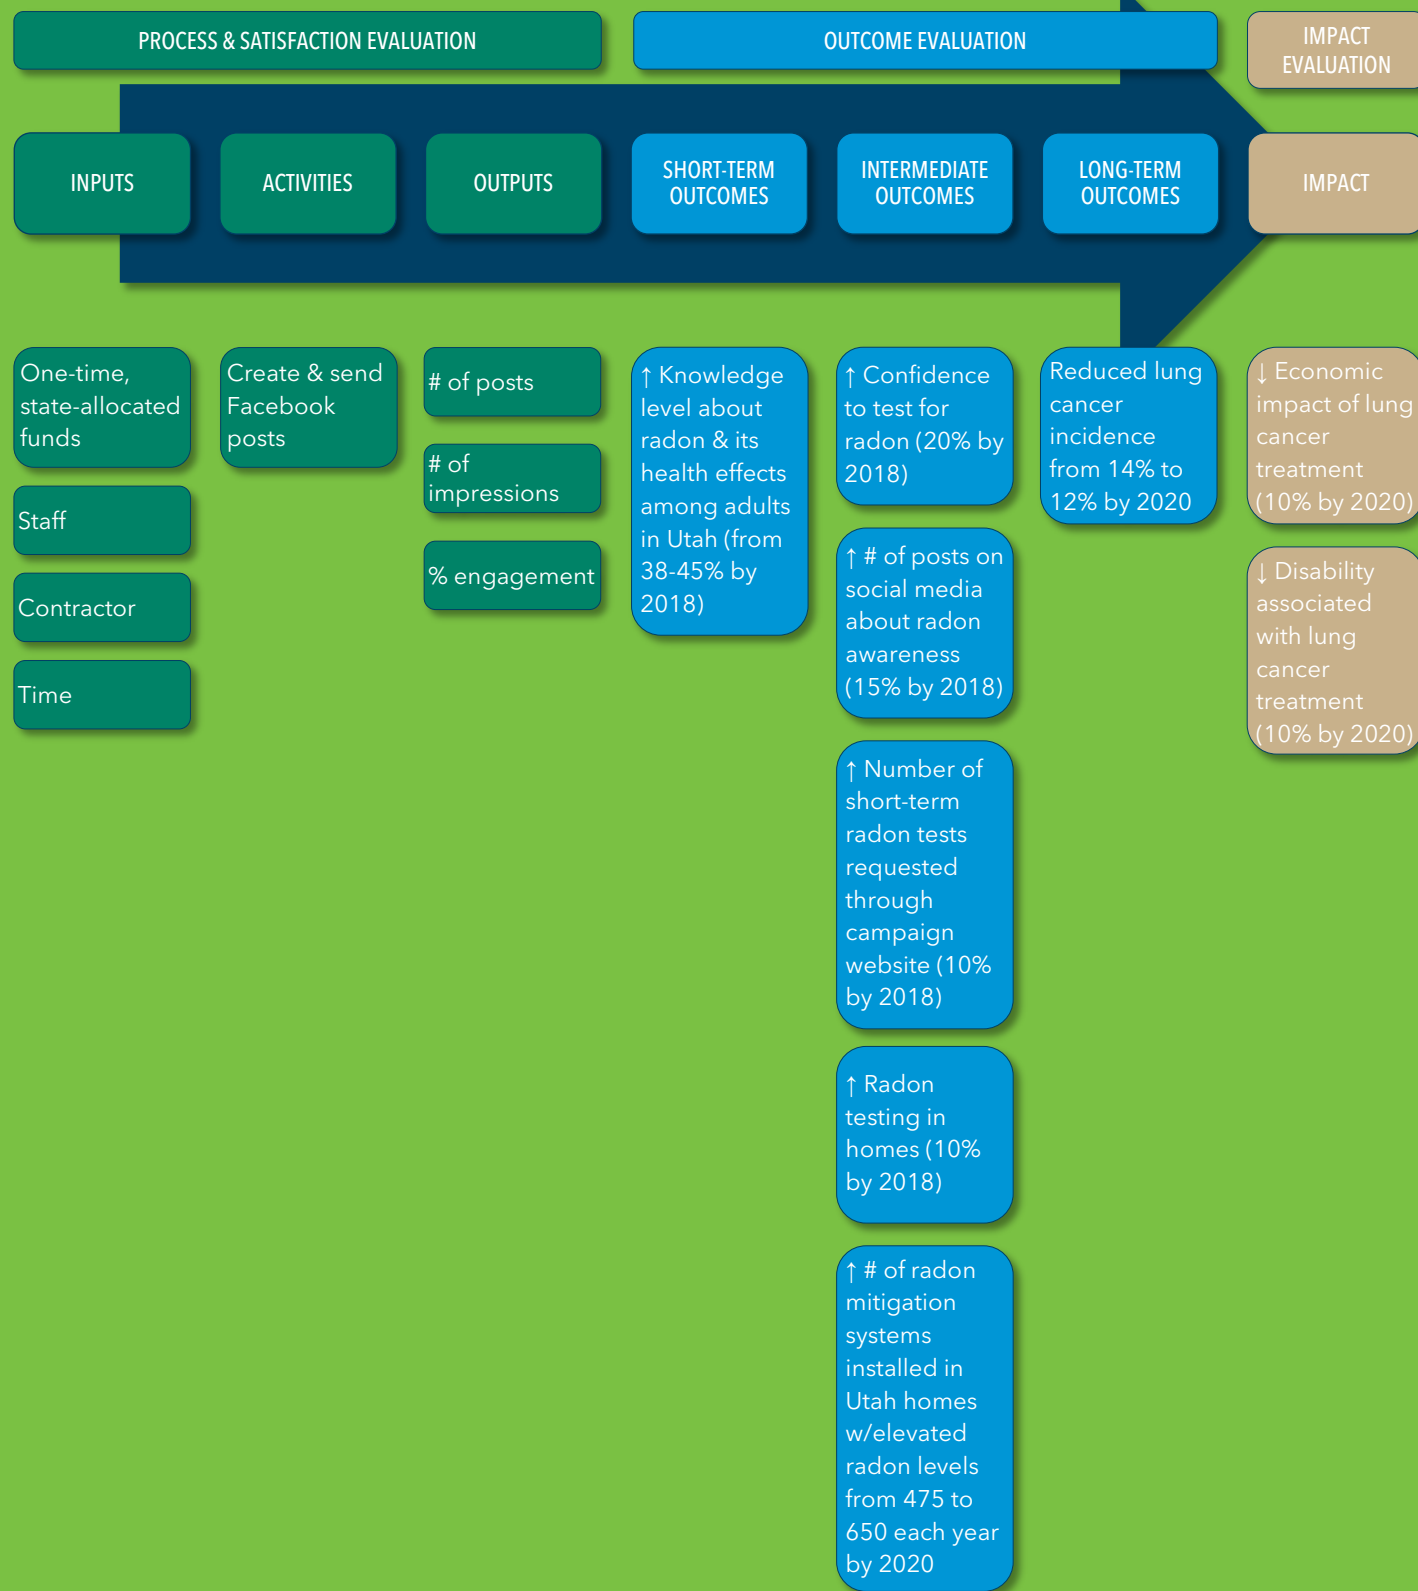 PROCESS & SATISFACTION EVALUATION
OUTCOME EVALUATION
IMPACT
EVALUATION
INPUTS
ACTIVITIES
OUTPUTS
SHORT-TERM
OUTCOMES
INTERMEDIATE
OUTCOMES
LONG-TERM
OUTCOMES
IMPACT
One-time,
state-allocated
funds
Staff
Contractor
Time
Create & send
Facebook
posts
# of posts
# of
impressions
% engagement
↑ Knowledge
level about
radon & its
health effects
among adults
in Utah (from
38-45% by
2018)
↑ Confidence
to test for
radon (20% by
2018)
↑ # of posts on
social media
about radon
awareness
(15% by 2018)
↑ Number of
short-term
radon tests
requested
through
campaign
website (10%
by 2018)
↑ Radon
testing in
homes (10%
by 2018)
↑ # of radon
mitigation
systems
installed in
Utah homes
w/elevated
radon levels
from 475 to
650 each year
by 2020
Reduced lung
cancer
incidence
from 14% to
12% by 2020
↓ Economic
impact of lung
cancer
treatment
(10% by 2020)
↓ Disability
associated
with lung
cancer
treatment
(10% by 2020)